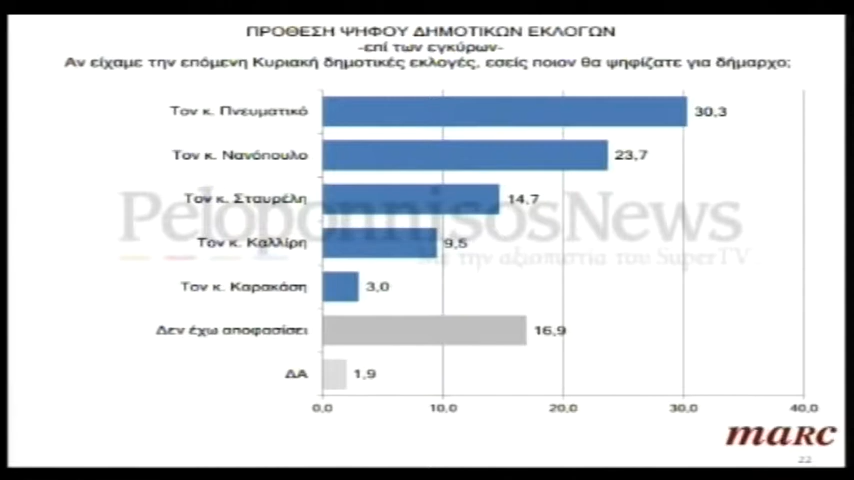 ΠΡΟΘΕΣΗ ΨΗΦΟΥ ΔΗΜΟΤΙΚΩΝ ΕΚΛΟΓΩΝ
-επί των εγκύρων-
Αν είχαμε την επόμενη Κυριακή δημοτικές εκλογές, εσείς ποιον θα ψηφίζατε για δήμαρχο;
Τον κ. Πνευματικό 30,3
Τον κ. Νανόπουλο 23,7
Τον κ. Σταυρέλη 14,7
PeloponnisosNews
Τον κ. Καλλίρη 9,5
με την αξιοπιστία του SuperTV
Τον κ. Καρακάση 3,0
Δεν έχω αποφασίσει 16,9
ΔΑ 1,9
0,0 10,0 20,0 30,0 40,0
maRC
22